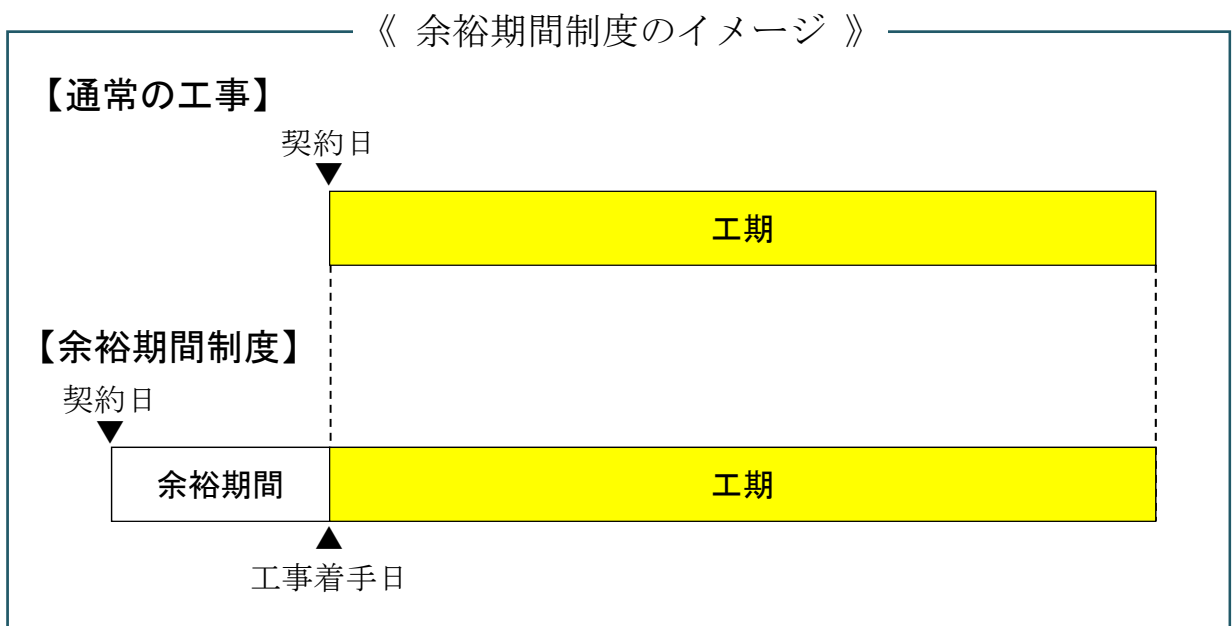 《 余裕期間制度のイメージ 》
【通常の工事】
契約日
工期
【余裕期間制度】
契約日
余裕期間
工期
工事着手日